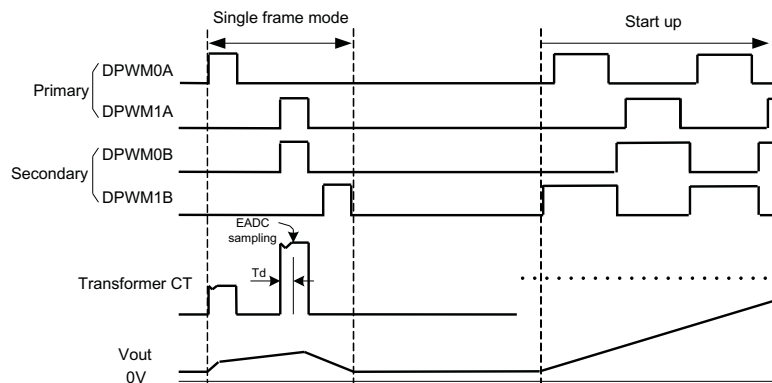 Single frame mode
Start up
Primary
DPWM0A
DPWM1A
Secondary
DPWM0B
DPWM1B
EADC
sampling
Td
Transformer CT
Vout
0V